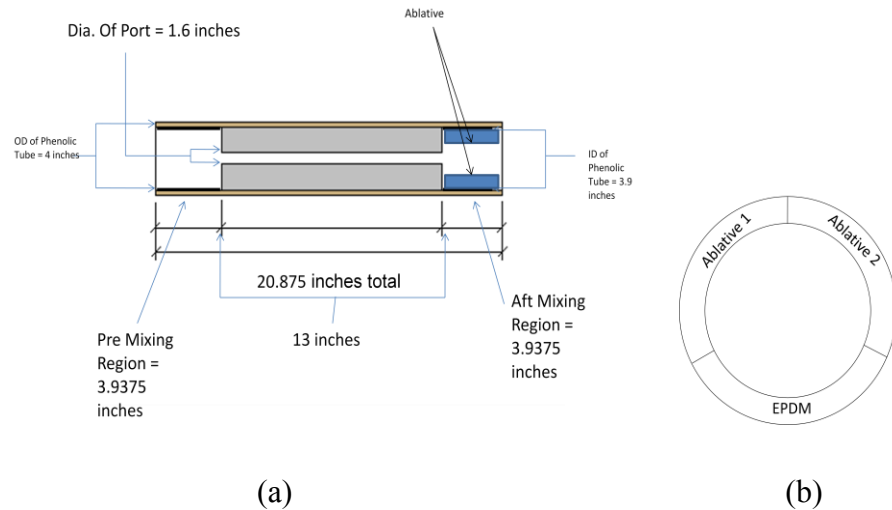 Ablative
Dia. Of Port = 1.6 inches
OD of Phenolic
Tube = 4 inches
ID of
Phenolic
Tube = 3.9
inches
20.875 inches total
13 inches
Pre Mixing
Region =
3.9375
inches
Aft Mixing
Region =
3.9375
inches
Ablative 1
Ablative 2
EPDM
(a)
(b)